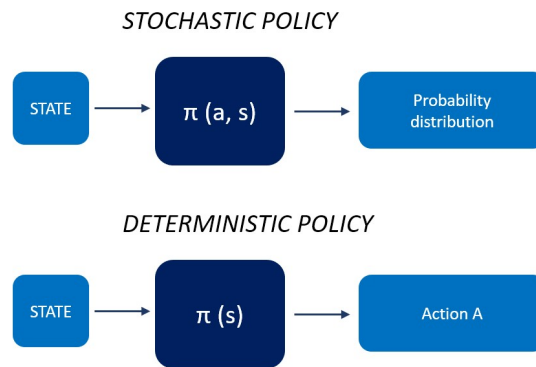 STOCHASTIC POLICY
STATE
π (a, s)
Probability
distribution
DETERMINISTIC POLICY
STATE
π (s)
Action A